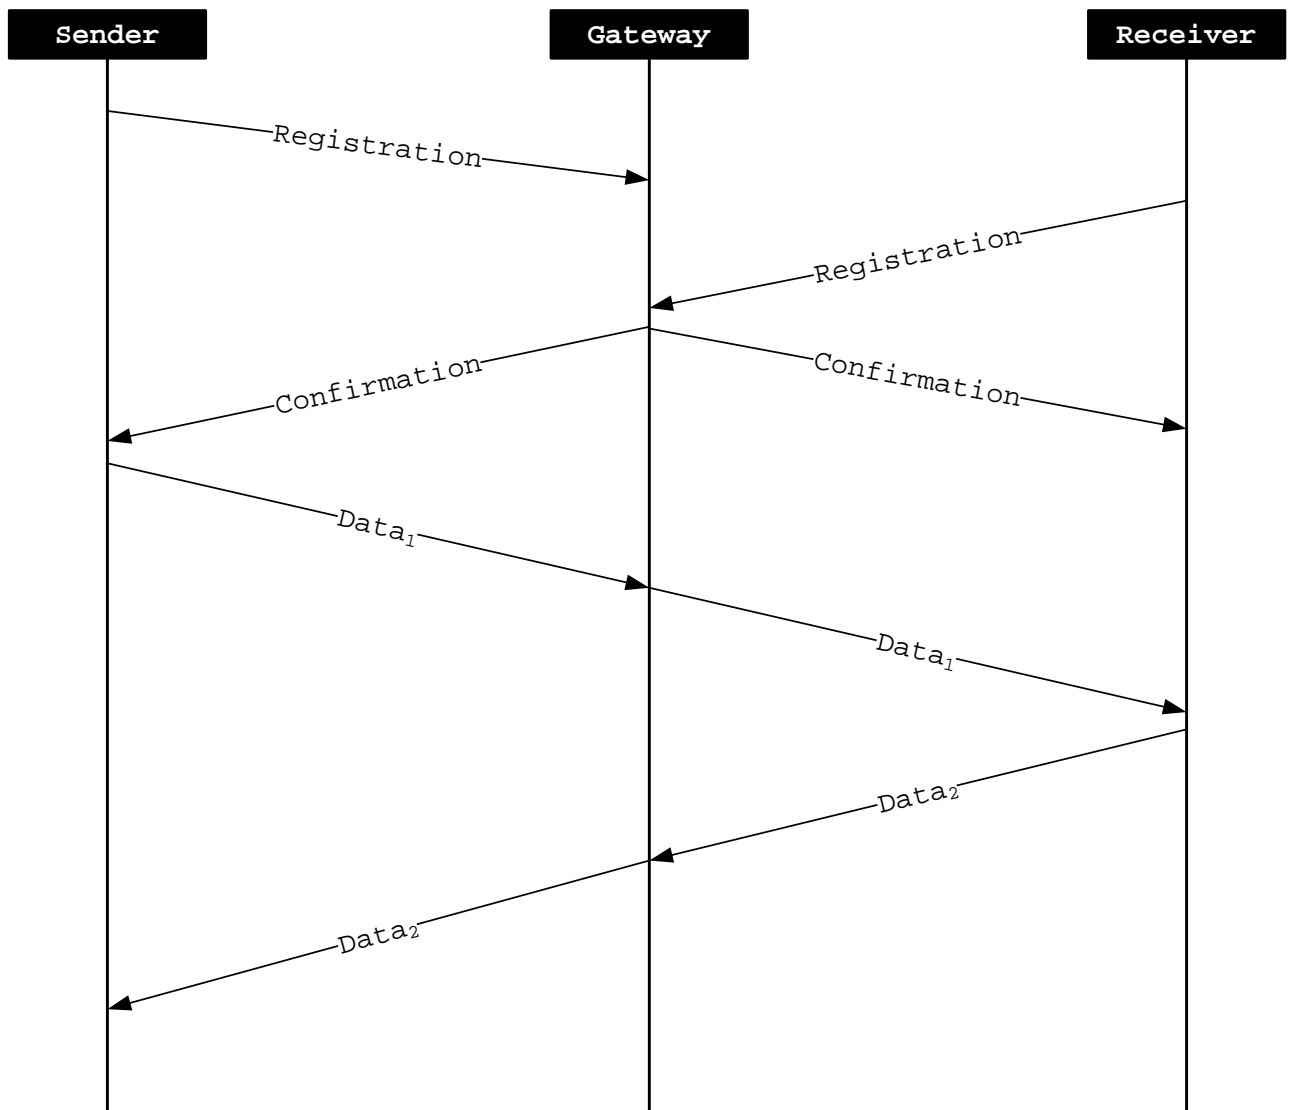 Sender
Gateway
Receiver
Registration
Registration
Confirmation
Confirmation
Data₁
Data₁
Data₂
Data₂